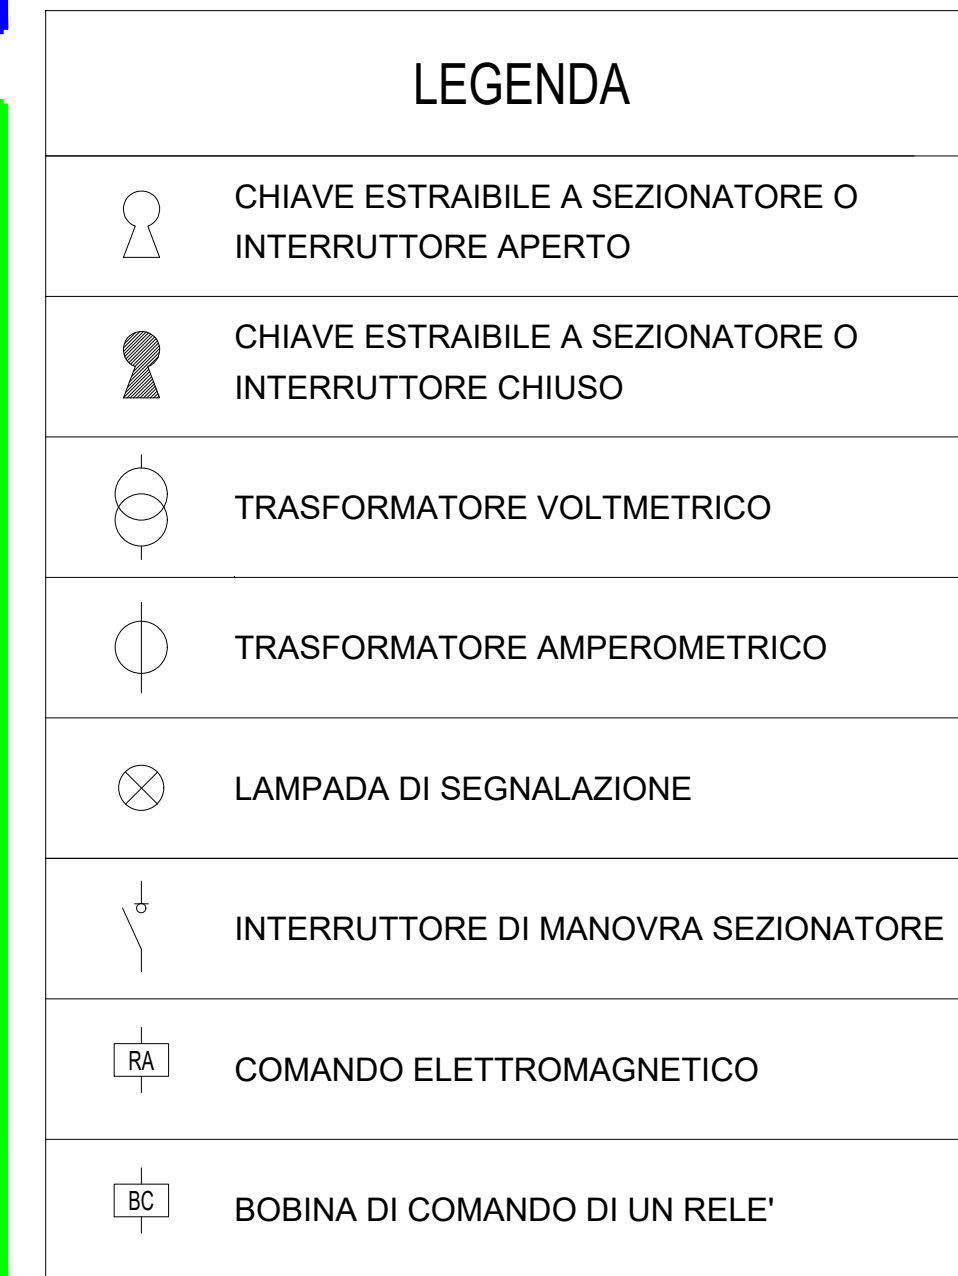 LEGENDA
CHIAVE ESTRAIBILE A SEZIONATORE O
INTERRUTTORE APERTO
CHIAVE ESTRAIBILE A SEZIONATORE O
INTERRUTTORE CHIUSO
TRASFORMATORE VOLTMETRICO
TRASFORMATORE AMPEROMETRICO
LAMPADA DI SEGNALAZIONE
INTERRUTTORE DI MANOVRA SEZIONATORE
RA COMANDO ELETTROMAGNETICO
BC BOBINA DI COMANDO DI UN RELE'